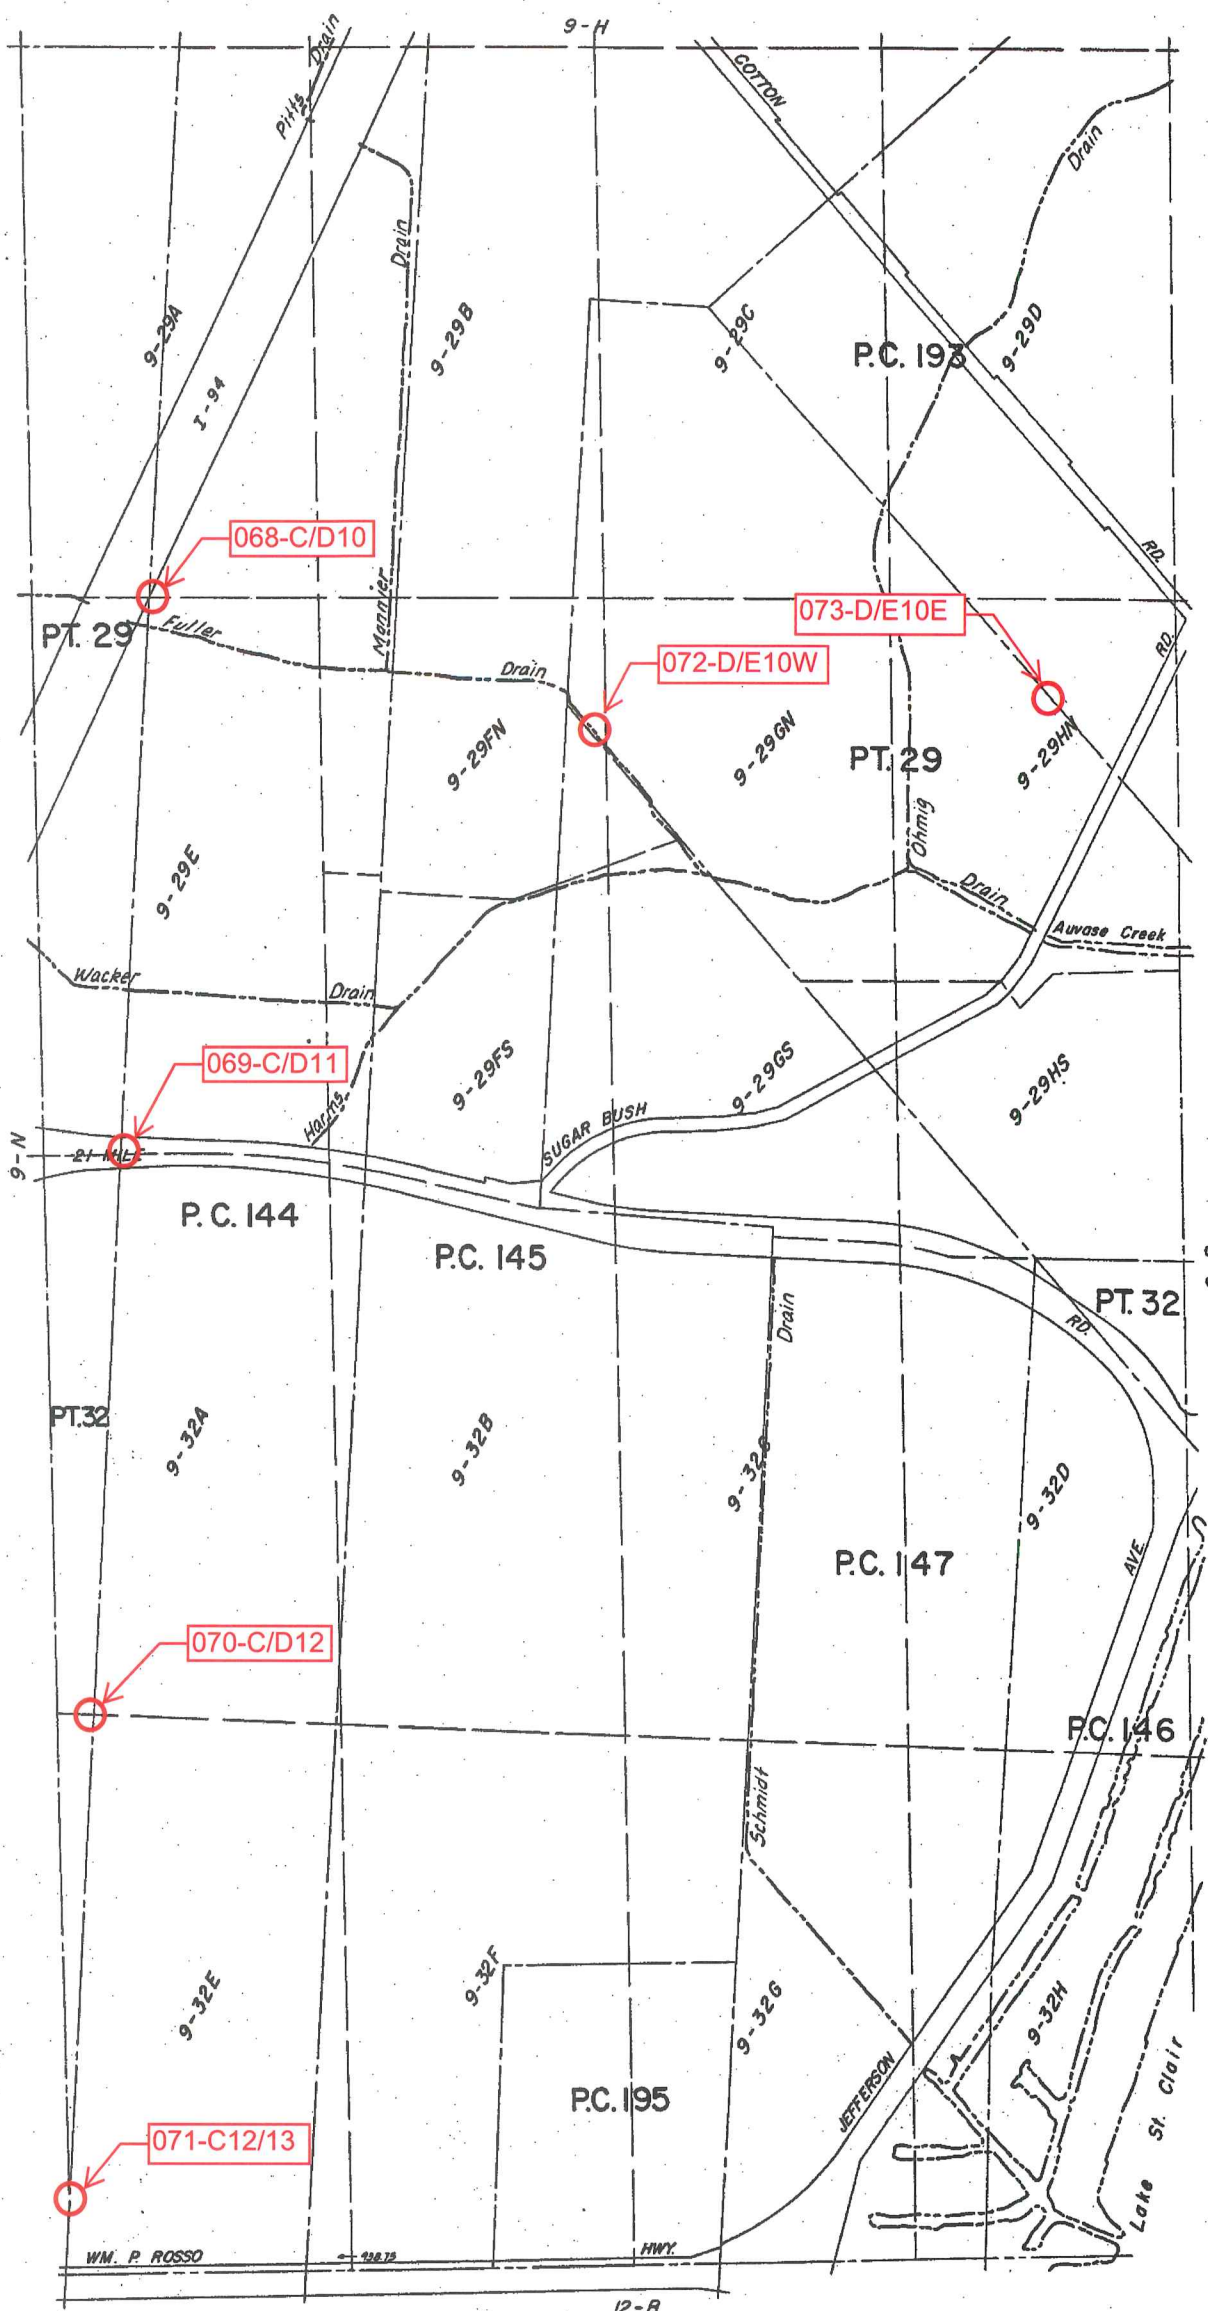 9-H
Pitts Drain
COTTON
Drain
Drain
9-29A
I-94
9-29B
9-29C
P.C. 193
9-29D
068-C/D10
RD.
PT. 29
Fuller
Monnier
Drain
073-D/E10E
072-D/E10W
RD.
9-29FN
9-29GN
PT. 29
9-29HN
9-29E
Ohmig
Drain
Auvase Creek
Wacker
Drain
069-C/D11
9-29FS
9-29GS
9-29HS
Harms
SUGAR BUSH
9-N
21 MILE
P.C. 144
P.C. 145
Drain
PT. 32
RD.
PT.32
9-32A
9-32B
9-32C
9-32D
P.C. 147
AVE.
070-C/D12
P.C. 146
Schmidt
9-32E
9-32F
9-32G
9-32H
JEFFERSON
P.C. 195
Lake St. Clair
071-C12/13
WM. P. ROSSO
HWY.
12-B